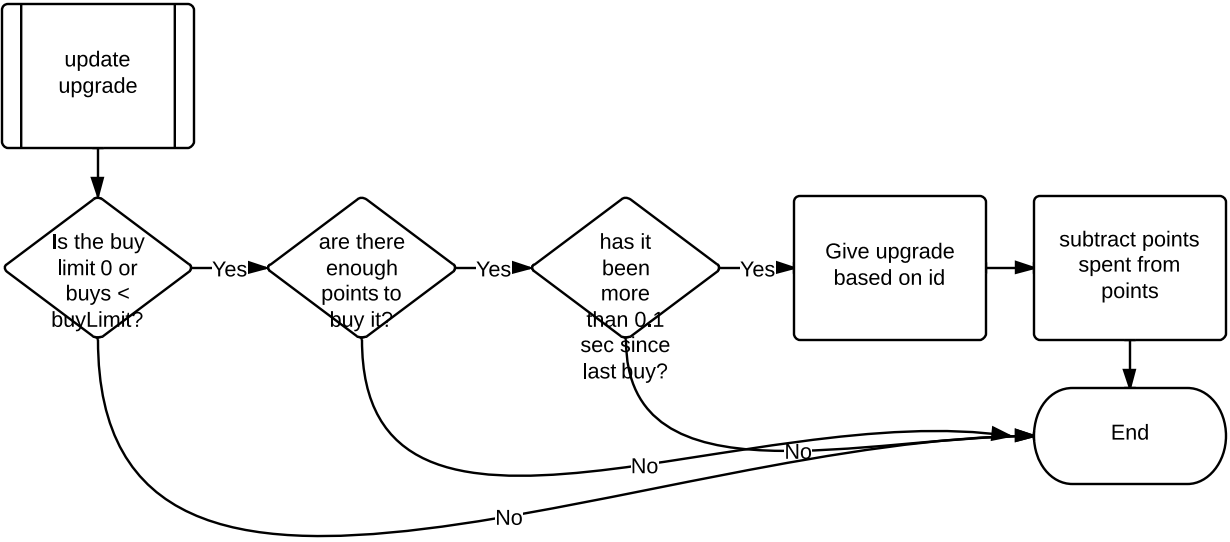 update
upgrade
Is the buy
limit 0 or
buys <
buyLimit?
Yes
are there
enough
points to
buy it?
Yes
has it
been
more
than 0.1
sec since
last buy?
Yes
Give upgrade
based on id
subtract points
spent from
points
End
No
No
No